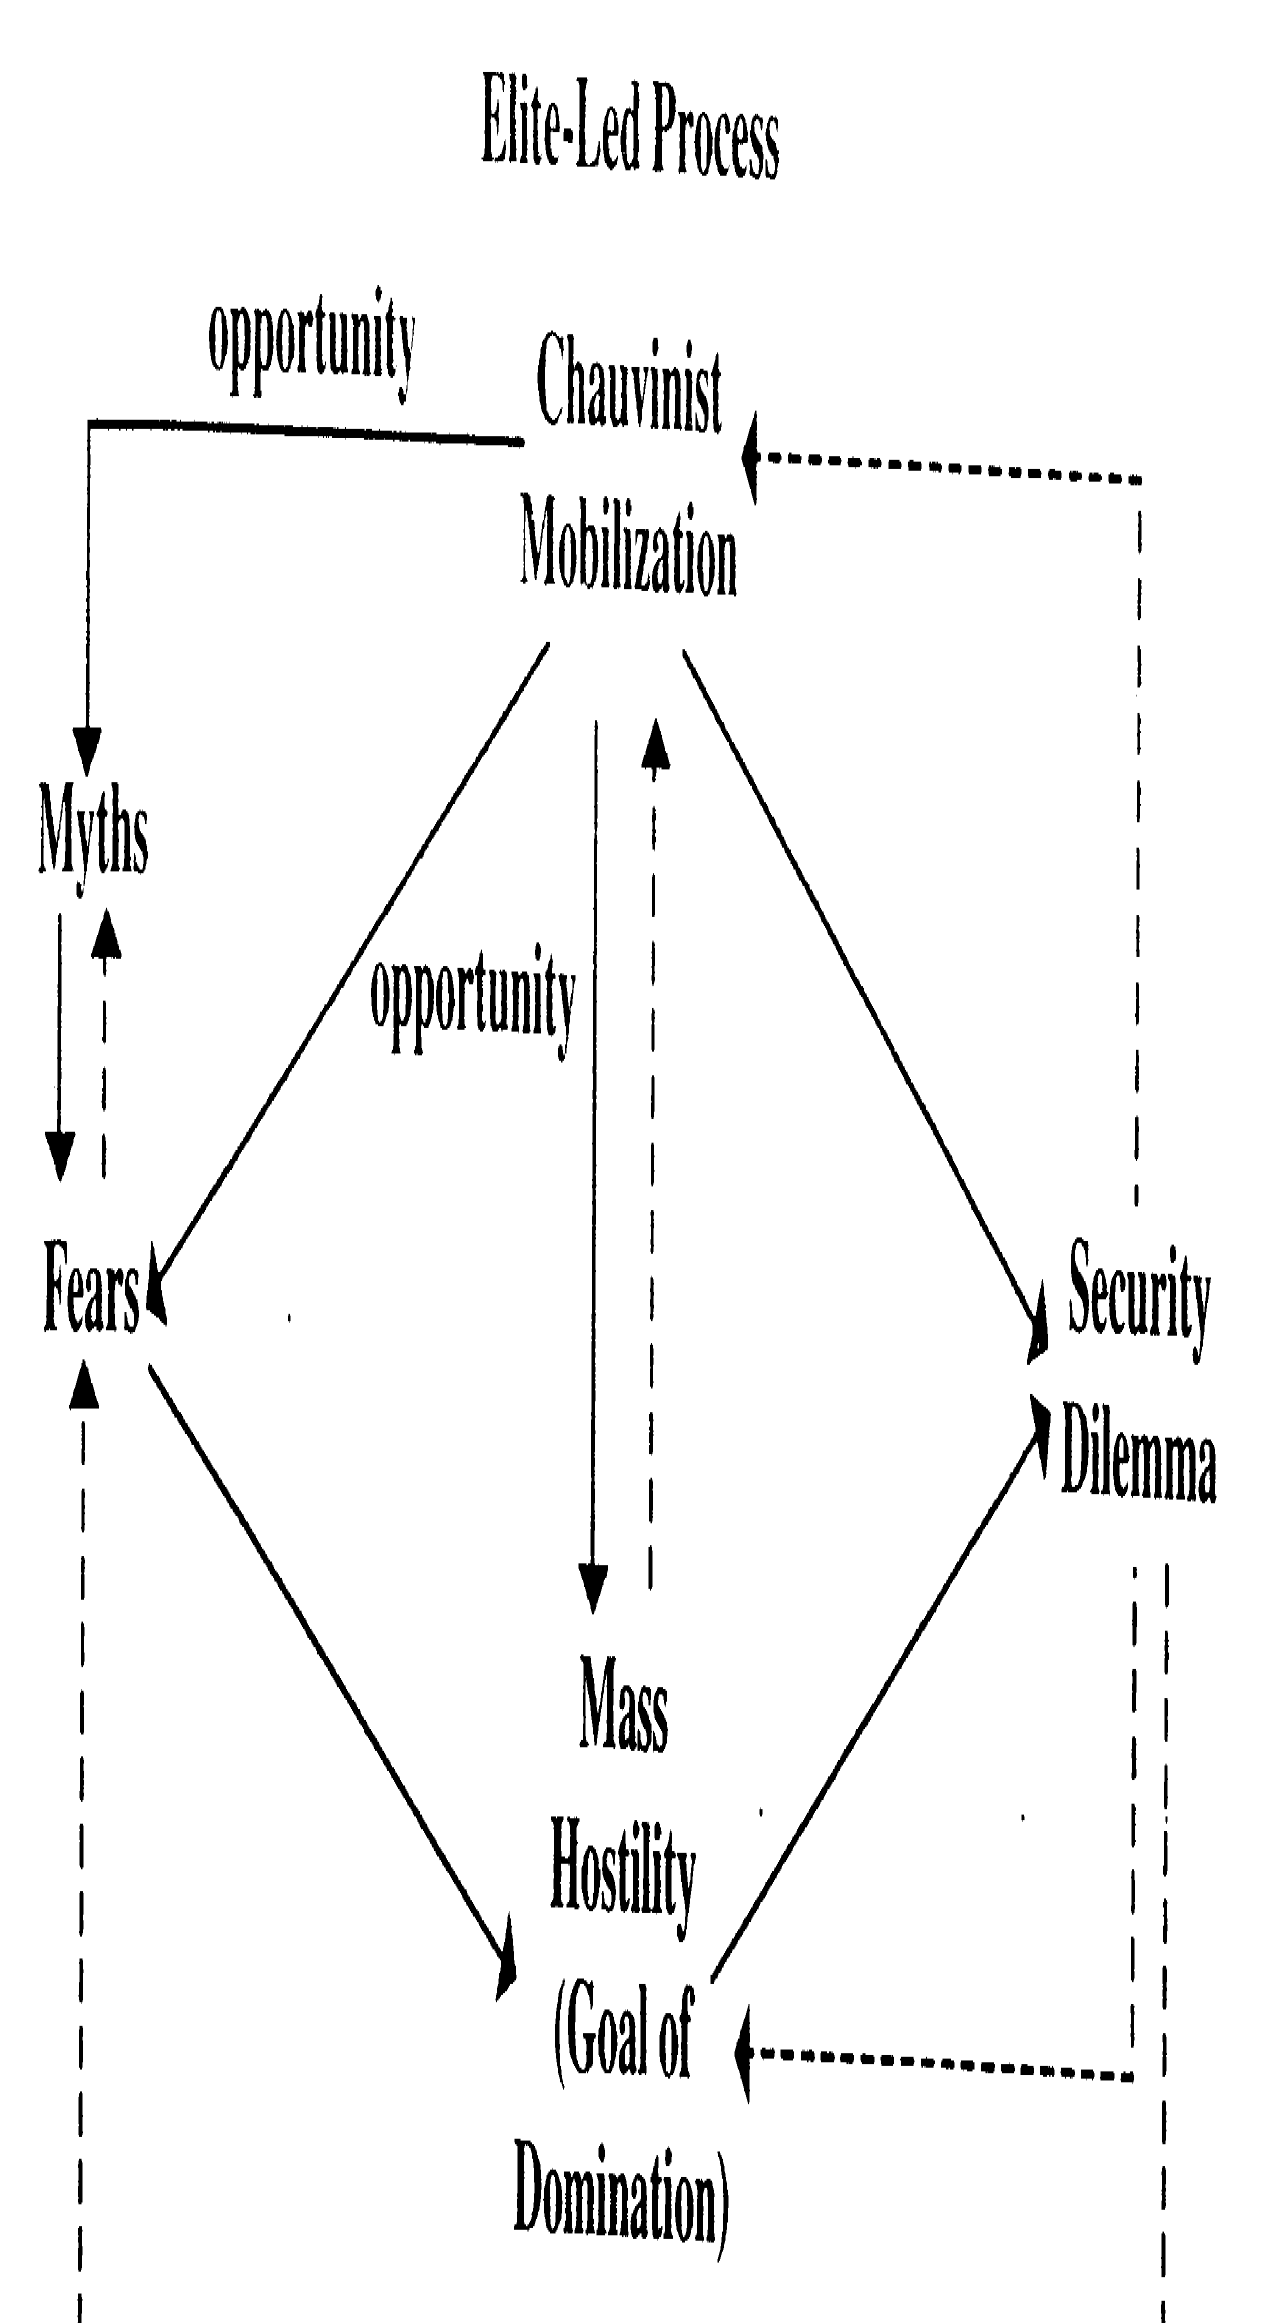 Elite-Led Process
opportunity
Chauvinist
Mobilization
Myths
opportunity
Fears
Security
Dilemma
Mass
Hostility
(Goal of
Domination)